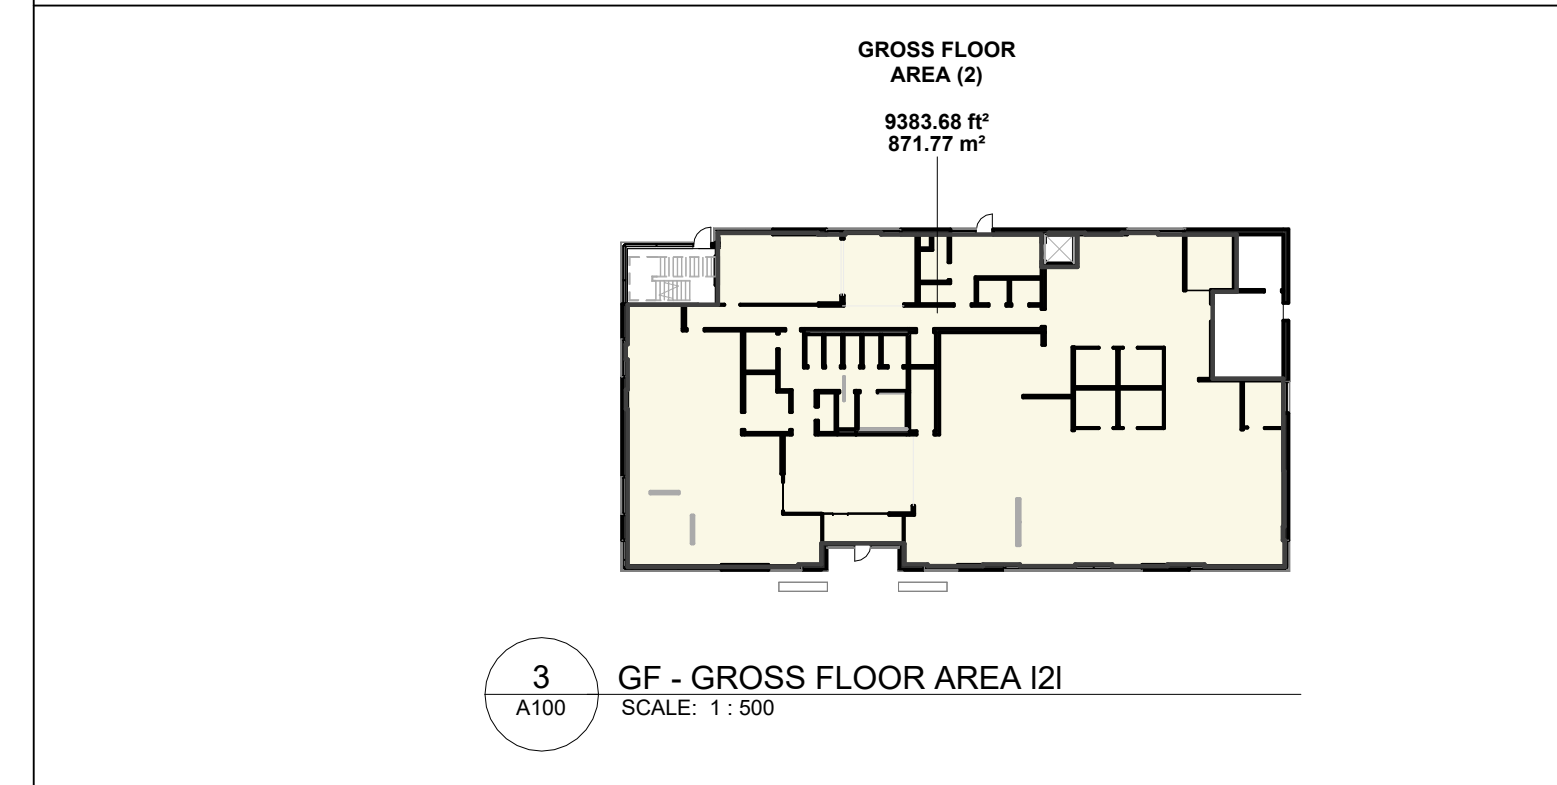 GROSS FLOOR
AREA (2)
9383.68 ft²
871.77 m²
3
A100
GF - GROSS FLOOR AREA I2I
SCALE: 1 : 500